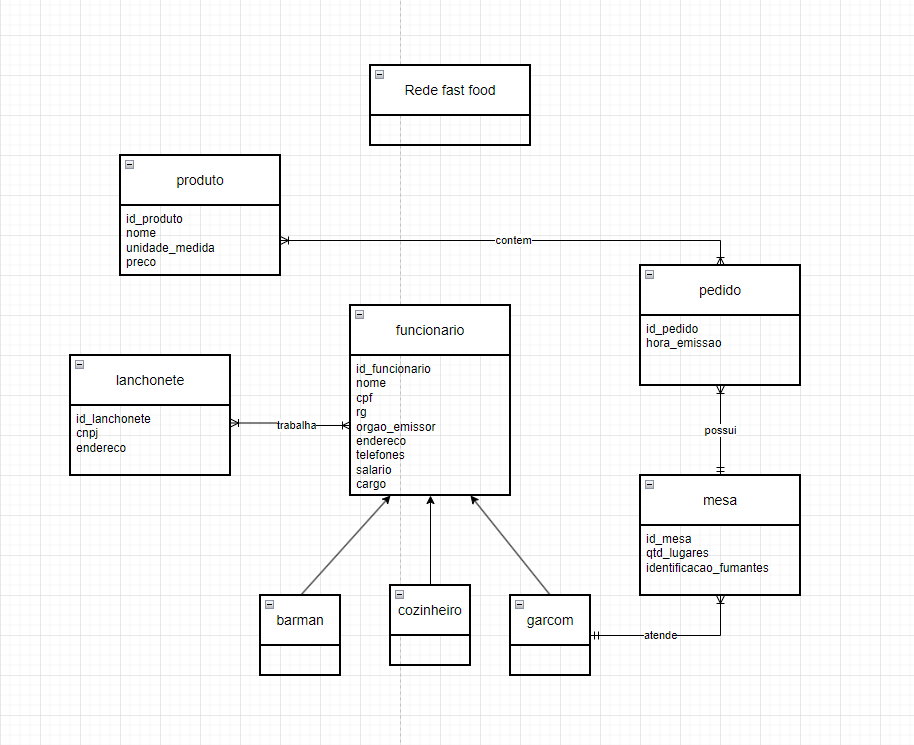 Rede fast food
produto
id_produto
nome
unidade_medida
preco
contem
pedido
id_pedido
hora_emissao
funcionario
id_funcionario
nome
cpf
rg
orgao_emissor
endereco
telefones
salario
cargo
lanchonete
id_lanchonete
cnpj
endereco
trabalha
possui
mesa
id_mesa
qtd_lugares
identificacao_fumantes
barman
cozinheiro
garcom
atende